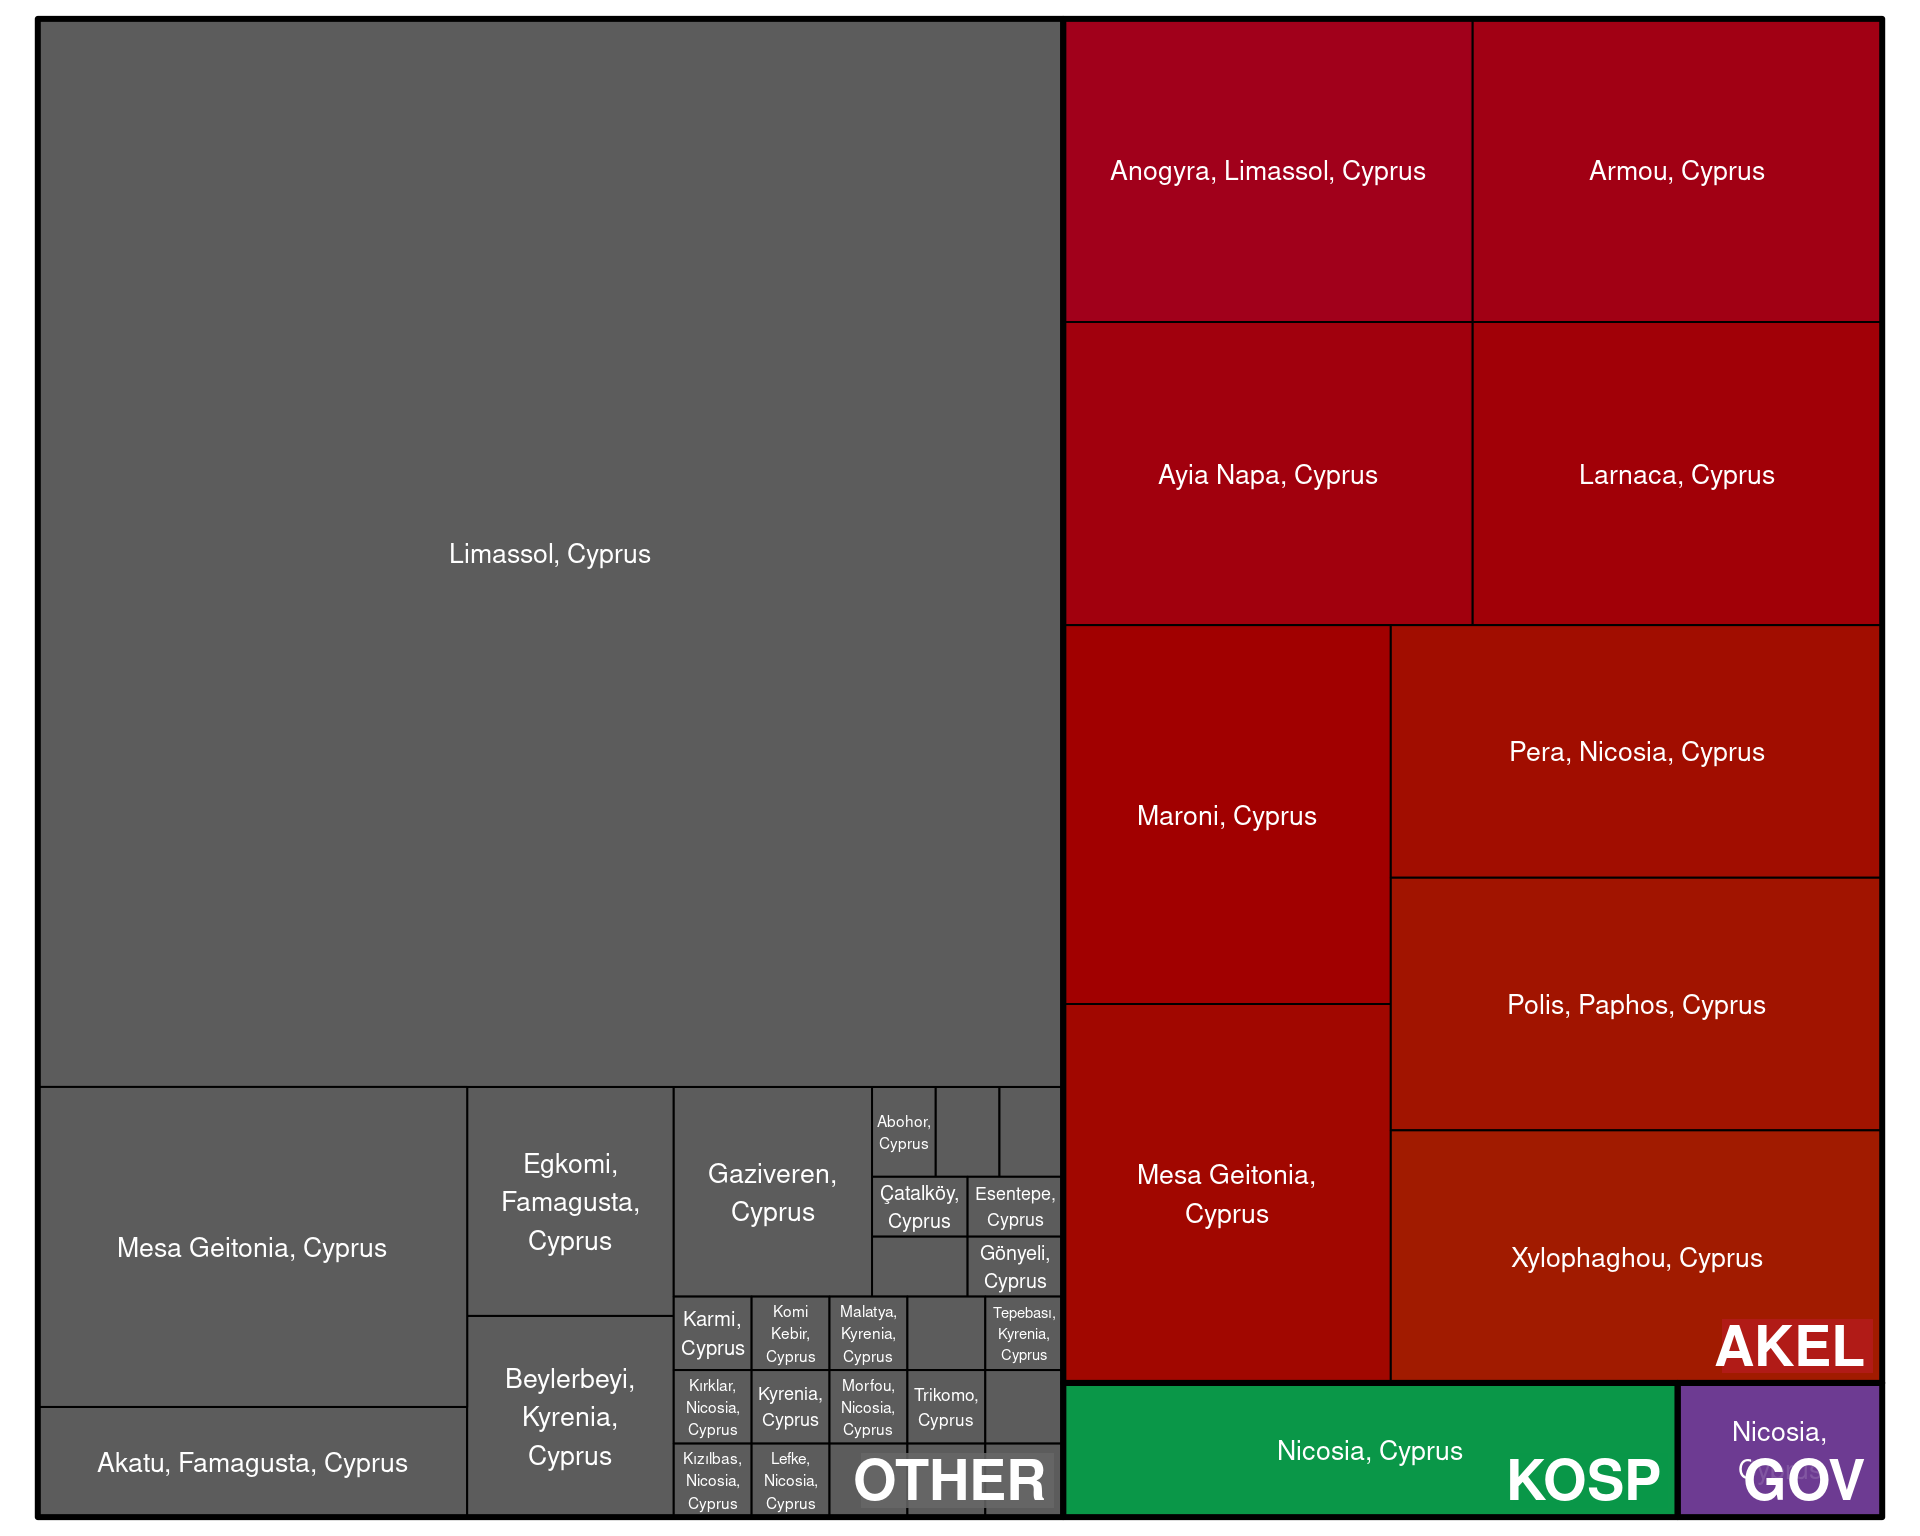 Limassol, Cyprus
Mesa Geitonia, Cyprus
Akatu, Famagusta, Cyprus
Egkomi,
Famagusta,
Cyprus
Beylerbeyi,
Kyrenia,
Cyprus
Gaziveren,
Cyprus
Abohor,
Cyprus
Çatalköy,
Cyprus
Esentepe,
Cyprus
Gönyeli,
Cyprus
Karmi,
Cyprus
Komi
Kebir,
Cyprus
Malatya,
Kyrenia,
Cyprus
Tepebası,
Kyrenia,
Cyprus
Kırklar,
Nicosia,
Cyprus
Kyrenia,
Cyprus
Morfou,
Nicosia,
Cyprus
Trikomo,
Cyprus
Kızılbas,
Nicosia,
Cyprus
Lefke,
Nicosia,
Cyprus
OTHER
Anogyra, Limassol, Cyprus
Armou, Cyprus
Ayia Napa, Cyprus
Larnaca, Cyprus
Maroni, Cyprus
Pera, Nicosia, Cyprus
Polis, Paphos, Cyprus
Mesa Geitonia,
Cyprus
Xylophaghou, Cyprus
AKEL
Nicosia, Cyprus
KOSP
Nicosia,
GOV